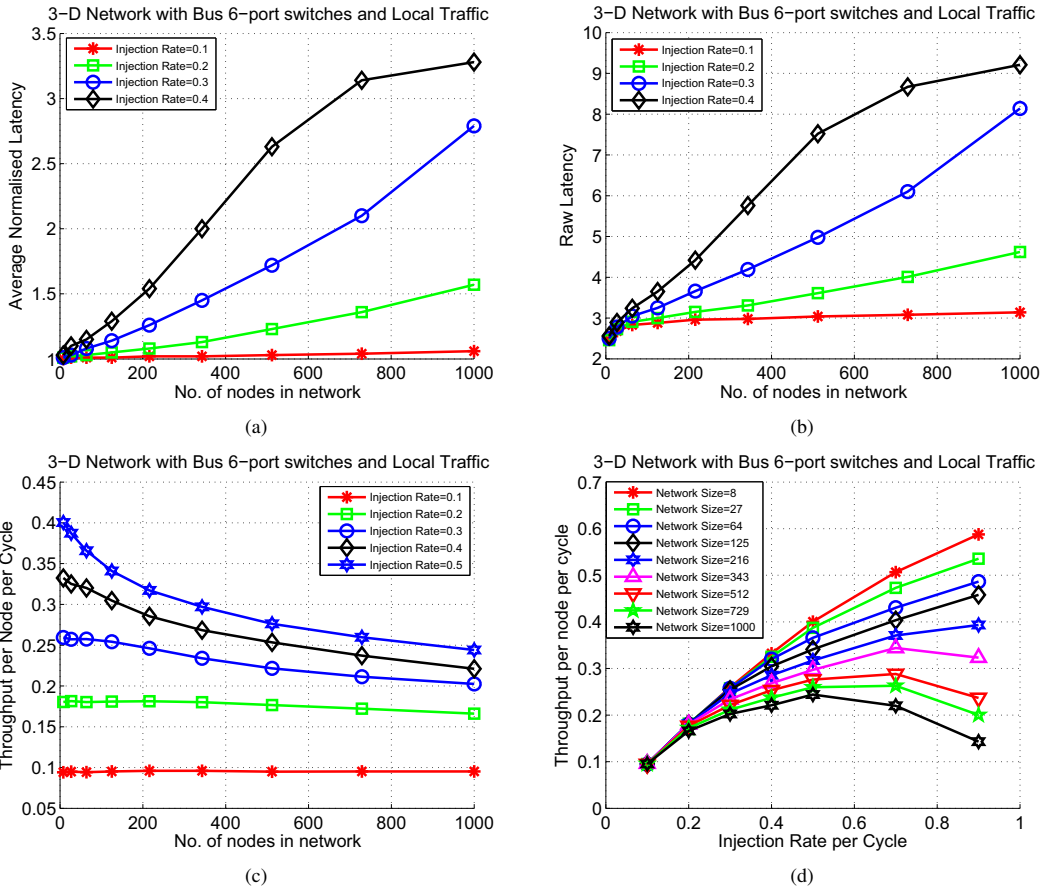 3-D Network with Bus 6-port switches and Local Traffic
3.5
3
2.5
2
1.5
1
Average Normalised Latency
Injection Rate=0.1
Injection Rate=0.2
Injection Rate=0.3
Injection Rate=0.4
0 200 400 600 800 1000
No. of nodes in network
(a)
3-D Network with Bus 6-port switches and Local Traffic
10
9
8
7
6
5
4
3
2
Raw Latency
Injection Rate=0.1
Injection Rate=0.2
Injection Rate=0.3
Injection Rate=0.4
0 200 400 600 800 1000
No. of nodes in network
(b)
3-D Network with Bus 6-port switches and Local Traffic
0.45
0.4
0.35
0.3
0.25
0.2
0.15
0.1
0.05
Throughput per Node per Cycle
Injection Rate=0.1
Injection Rate=0.2
Injection Rate=0.3
Injection Rate=0.4
Injection Rate=0.5
0 200 400 600 800 1000
No. of nodes in network
(c)
3-D Network with Bus 6-port switches and Local Traffic
0.7
0.6
0.5
0.4
0.3
0.2
0.1
0
Throughput per node per cycle
Network Size=8
Network Size=27
Network Size=64
Network Size=125
Network Size=216
Network Size=343
Network Size=512
Network Size=729
Network Size=1000
0 0.2 0.4 0.6 0.8 1
Injection Rate per Cycle
(d)